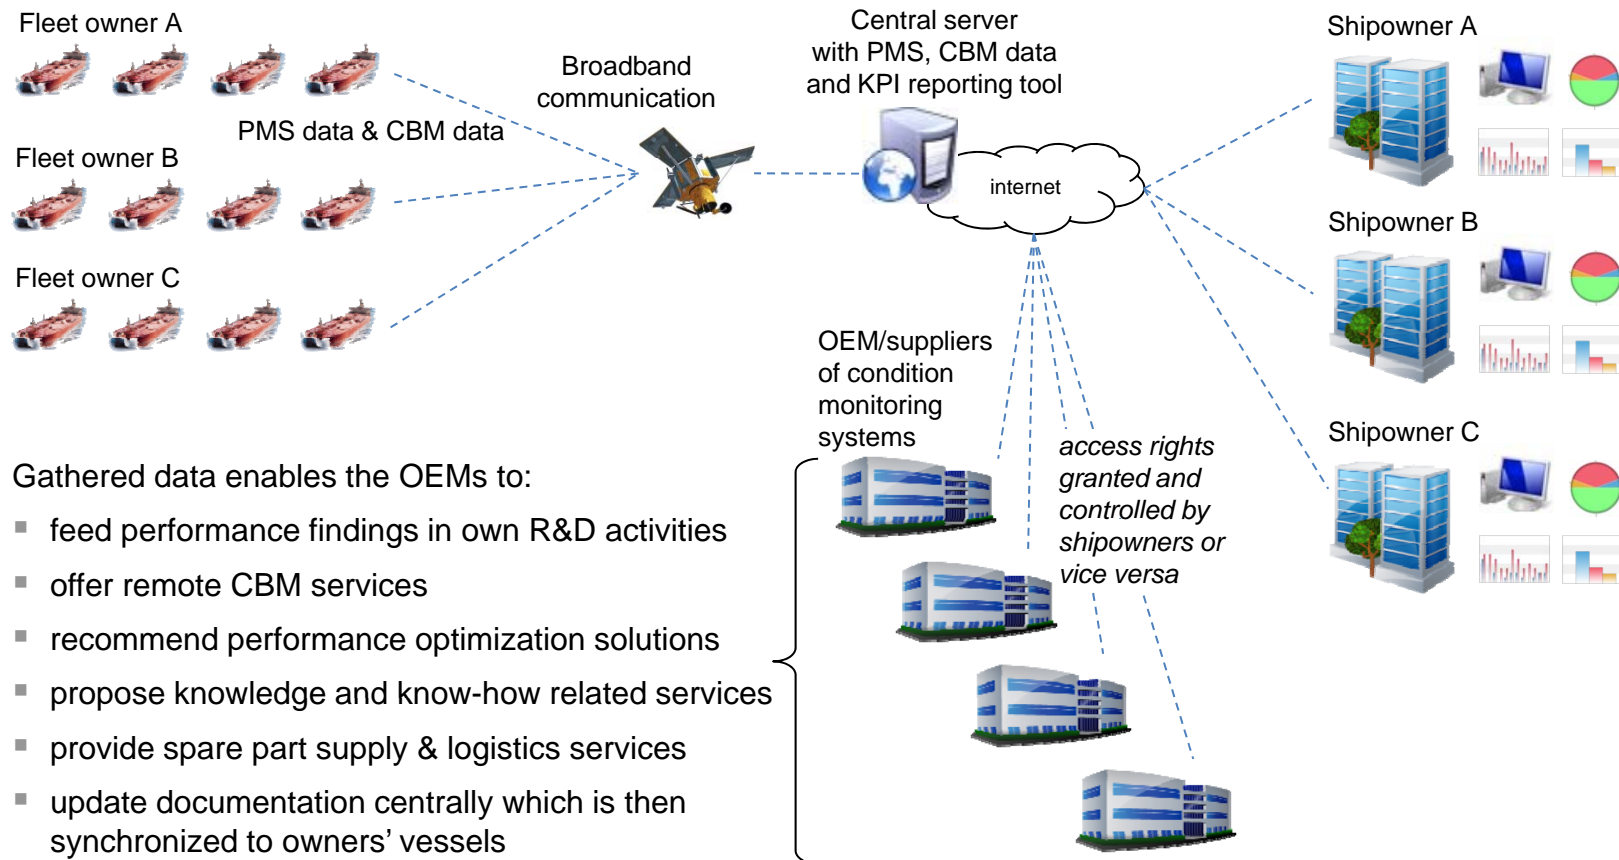 Fleet owner A
PMS data & CBM data
Fleet owner B
Fleet owner C
Broadband
communication
Central server
with PMS, CBM data
and KPI reporting tool
internet
Shipowner A
Shipowner B
Shipowner C
OEM/suppliers
of condition
monitoring
systems
access rights
granted and
controlled by
shipowners or
vice versa
Gathered data enables the OEMs to:
▪ feed performance findings in own R&D activities
▪ offer remote CBM services
▪ recommend performance optimization solutions
▪ propose knowledge and know-how related services
▪ provide spare part supply & logistics services
▪ update documentation centrally which is then
synchronized to owners’ vessels